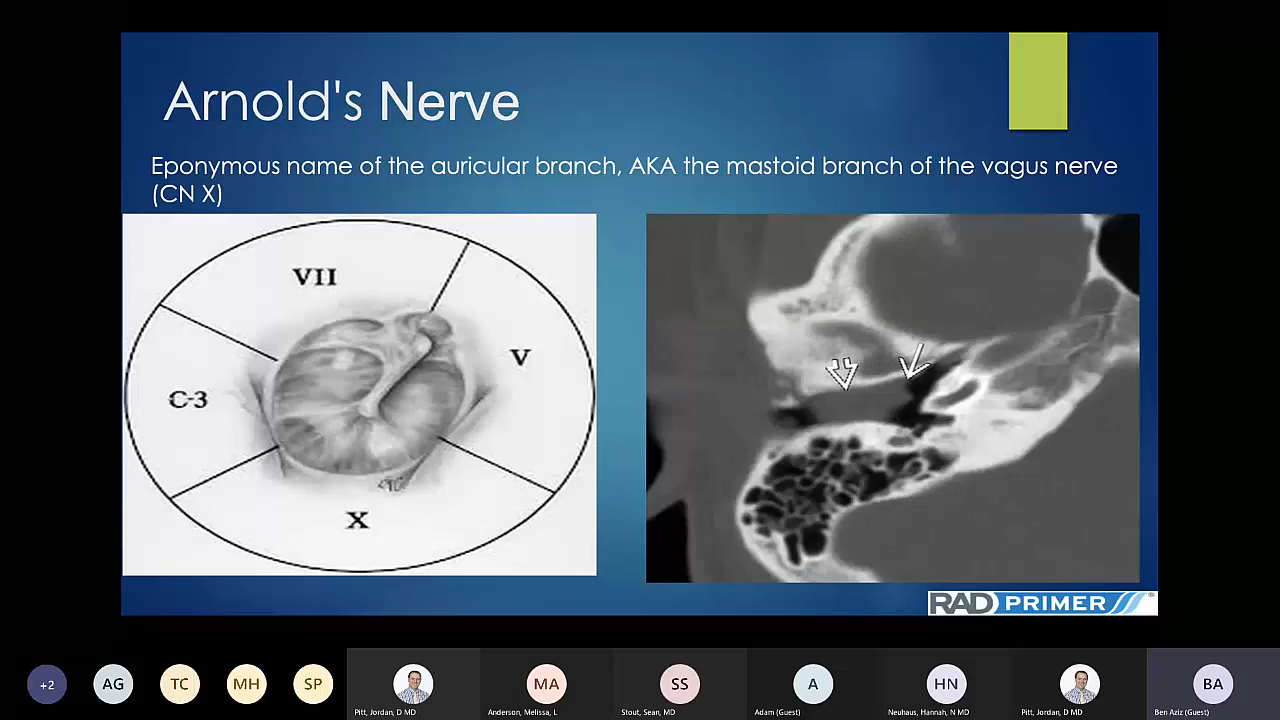 Arnold's Nerve
Eponymous name of the auricular branch, AKA the mastoid branch of the vagus nerve
(CN X)
VII
V
C-3
X
RADPRIMER
+2
AG
TC
MH
SP
MA
SS
A
HN
BA
Pitt, Jordan, D MD
Anderson, Melissa, L
Stout, Sean, MD
Adam (Guest)
Neuhaus, Hannah, N MD
Pitt, Jordan, D MD
Ben Aziz (Guest)